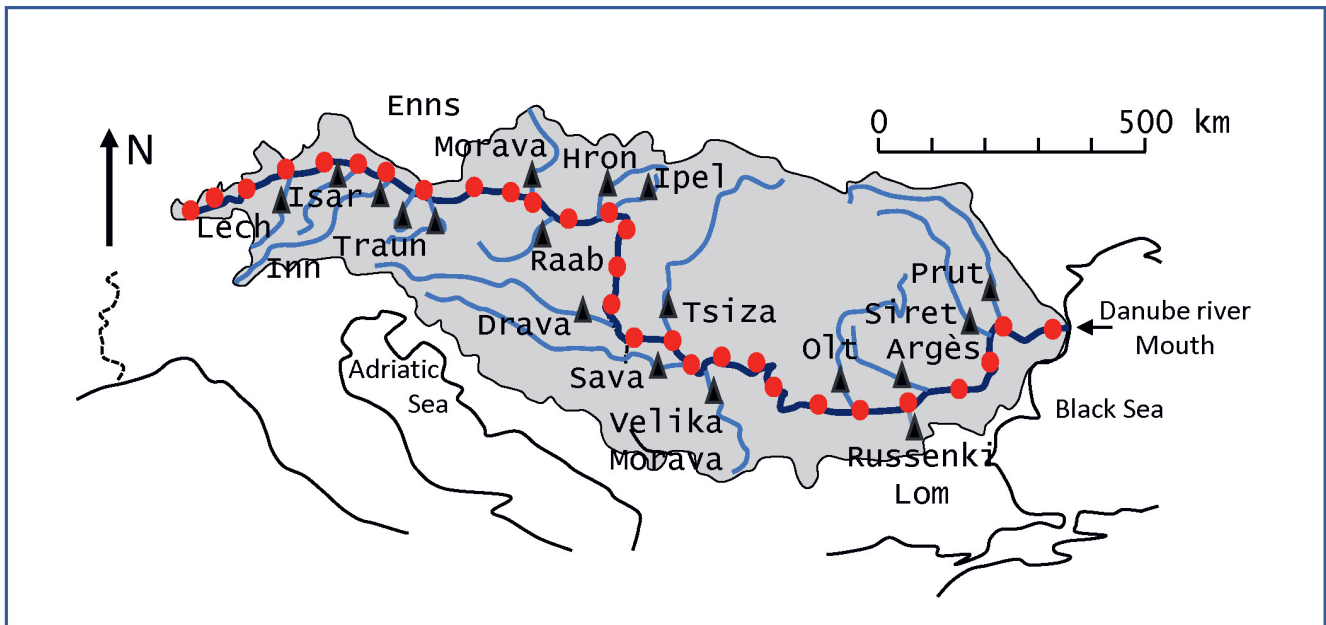 Enns
0
500 km
N
Morava
Hron
Ipel
Isar
Lech
Traun
Inn
Raab
Prut
Drava
Tsiza
Siret
Danube river
Mouth
Adriatic
Sea
Sava
Olt
Argès
Velika
Morava
Black Sea
Russenki
Lom